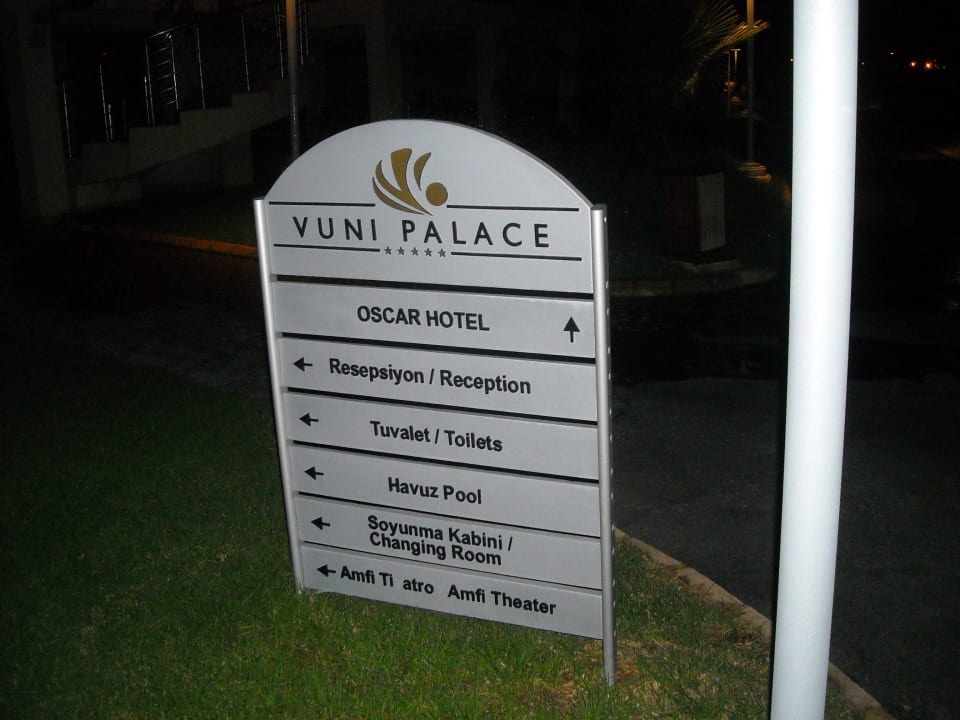 VUNI PALACE
OSCAR HOTEL
Resepsiyon / Reception
Tuvalet / Toilets
Havuz Pool
Soyunma Kabini /
Changing Room
Amfi Ti atro Amfi Theater